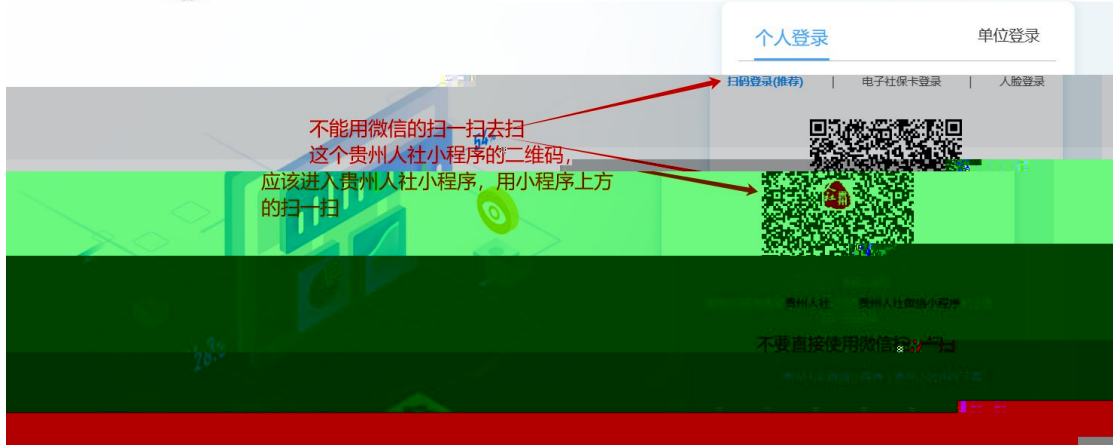 个人登录 单位登录
扫码登录(推荐) | 电子社保卡登录 | 人脸登录
不能用微信的扫一扫去扫
这个贵州人社小程序的二维码,
应该进入贵州人社小程序，用小程序上方
的扫一扫
贵州人社 贵州人社微信小程序
不要直接使用微信扫一扫